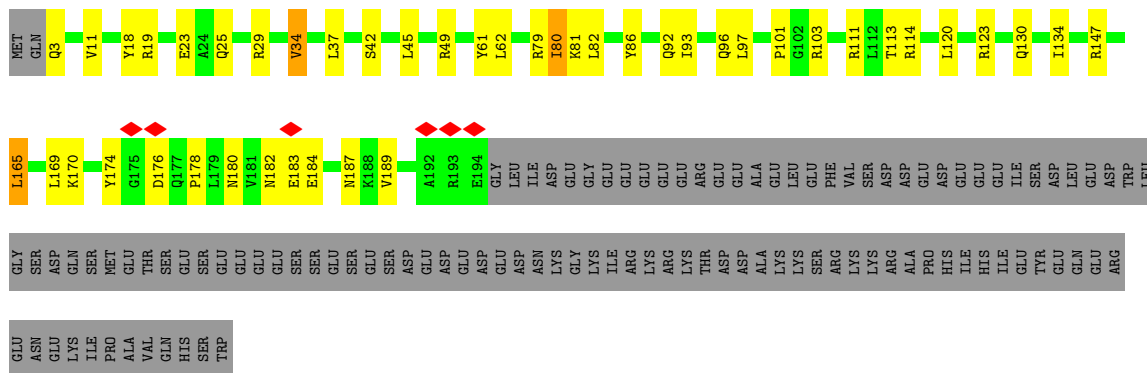 MET GLN Q3 V11 Y18 R19 E23 A24 Q25 R29 V34 L37 S42 L45 R49 Y61 L62 R79 I80 K81 L82 Y86 Q92 I93 Q96 L97 P101 G102 R103 R111 L112 T113 R114 L120 R123 Q130 I134 R147
L165 L169 K170 Y174 G175 D176 Q177 P178 L179 N180 V181 N182 E183 E184 N187 K188 V189 A192 R193 E194 GLY LEU ILE ASP GLU GLY GLU GLU GLU GLU GLU ARG GLU GLU ALA GLU LEU GLU PHE VAL SER ASP ASP GLU ASP GLU GLU GLU ILE SER ASP LEU GLU ASP TRP LEU
GLY SER ASP GLN SER MET GLU THR SER GLU SER GLU GLU GLU GLU SER SER GLU SER GLU SER ASP GLU ASP GLU ASP GLU ASP ASN LYS GLY LYS ILE ARG LYS ARG LYS THR ASP ASP ALA LYS LYS SER ARG LYS LYS ARG ALA PRO HIS ILE HIS ILE GLU TYR GLU GLN GLU ARG
GLU ASN GLU LYS ILE PRO ALA VAL GLN HIS SER TRP